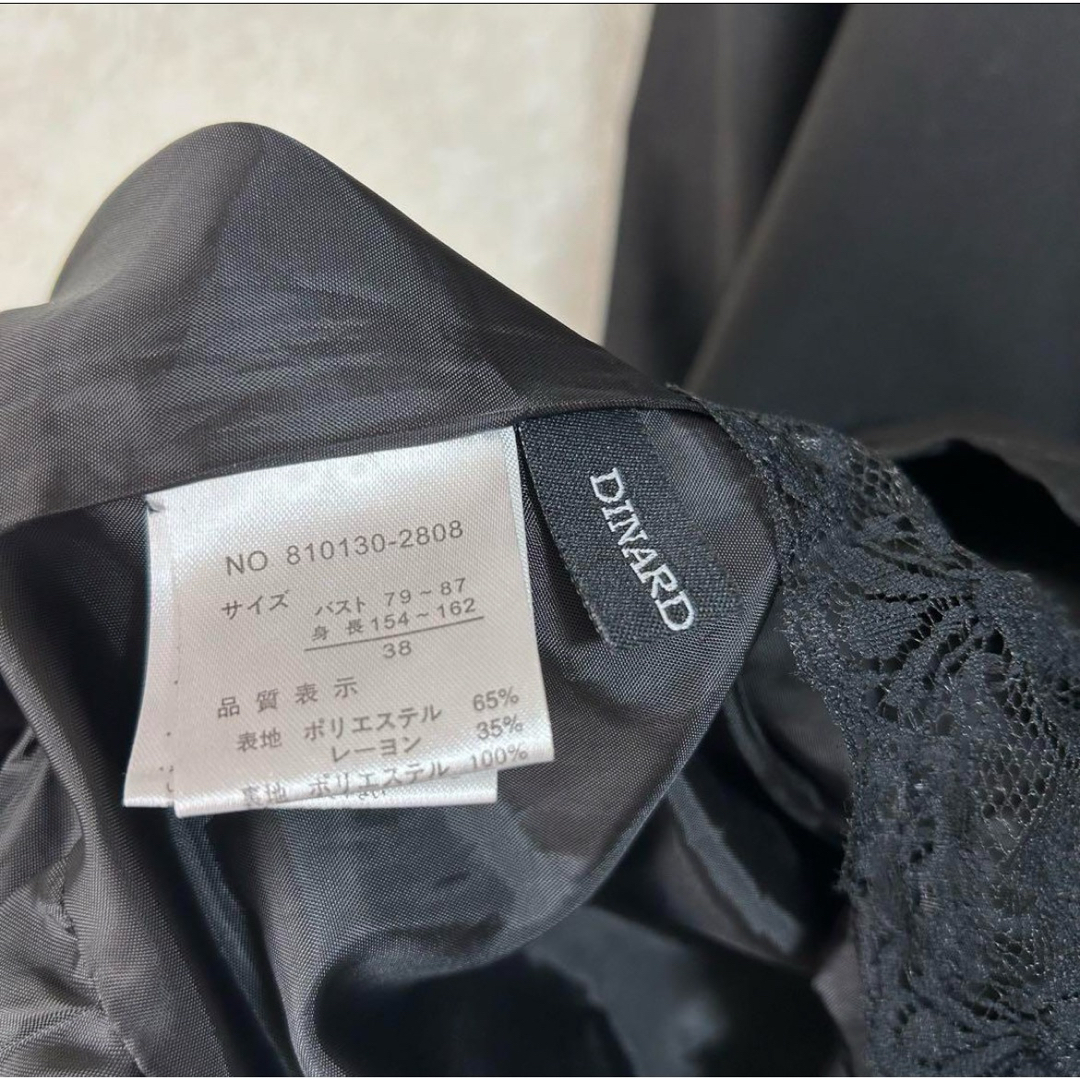 NO 810130-2808
サイズ バスト 79～87
身長 154～162
38
品質表示
表地 ポリエステル 65%
レーヨン 35%
裏地 ポリエステル 100%
DINARD